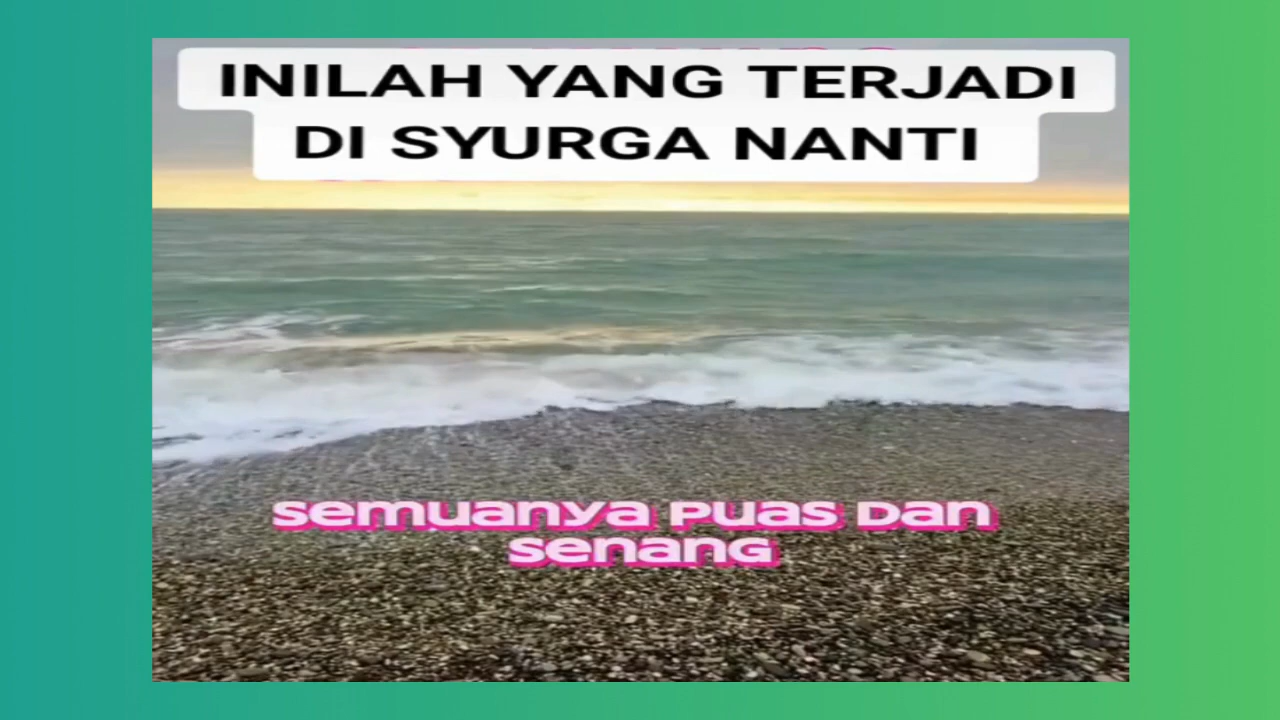 INILAH YANG TERJADI
DI SYURGA NANTI
semuanya puas dan
senang